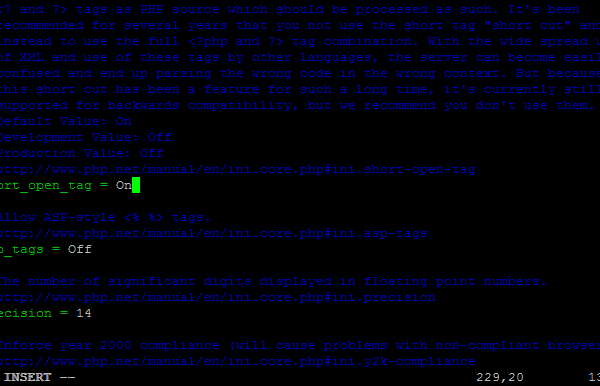 <? and ?> tags as PHP source which should be processed as such. It's been
recommended for several years that you not use the short tag "short cut" and
instead to use the full <?php and ?> tag combination. With the wide spread u
of XML and use of these tags by other languages, the server can become easil
confused and end up parsing the wrong code in the wrong context. But because
this short cut has been a feature for such a long time, it's currently still
supported for backwards compatibility, but we recommend you don't use them.
Default Value: On
Development Value: Off
Production Value: Off
http://www.php.net/manual/en/ini.core.php#ini.short-open-tag
ort_open_tag = On
Allow ASP-style <% %> tags.
http://www.php.net/manual/en/ini.core.php#ini.asp-tags
p_tags = Off
The number of significant digits displayed in floating point numbers.
http://www.php.net/manual/en/ini.core.php#ini.precision
ecision = 14
Enforce year 2000 compliance (will cause problems with non-compliant browser
http://www.php.net/manual/en/ini.core.php#ini.y2k-compliance
INSERT -- 229,20 13